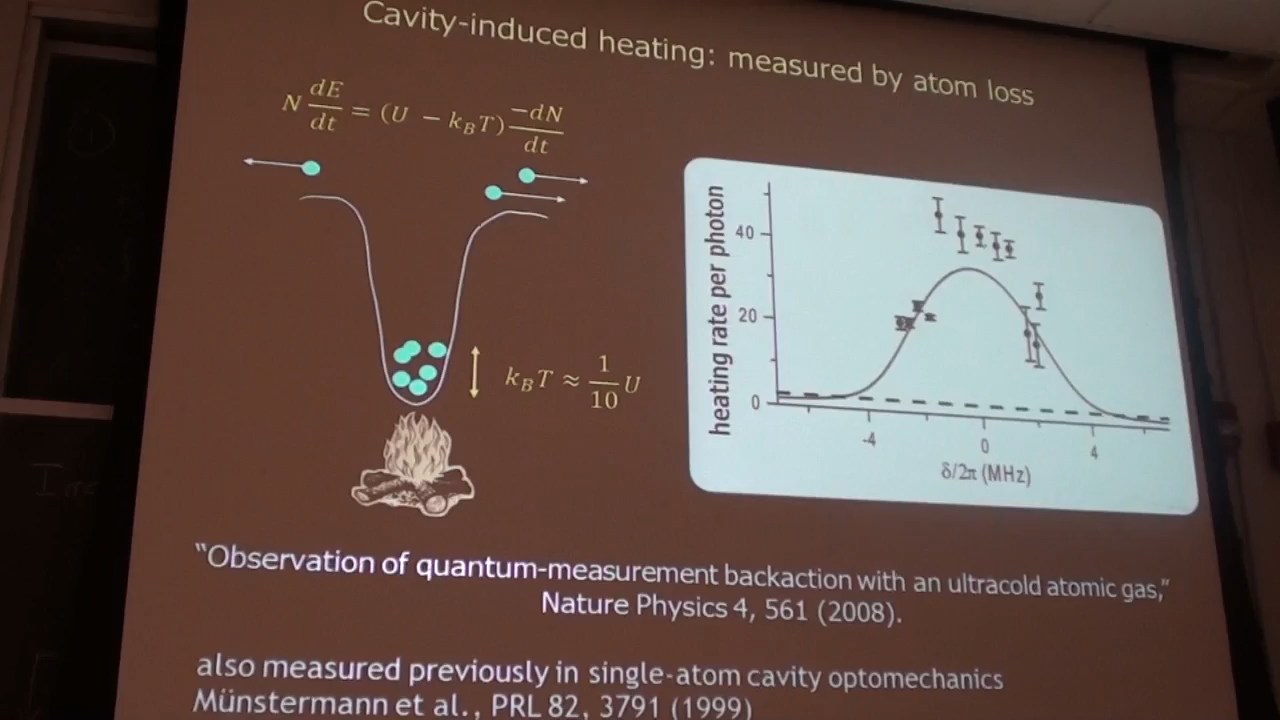 Cavity-induced heating: measured by atom loss
N dE/dt = (U − k_BT) −dN/dt
k_BT ≈ 1/10 U
heating rate per photon
40
20
0
-4 0 4
δ/2π (MHz)
"Observation of quantum-measurement backaction with an ultracold atomic gas,"
Nature Physics 4, 561 (2008).
also measured previously in single-atom cavity optomechanics
Münstermann et al., PRL 82, 3791 (1999)